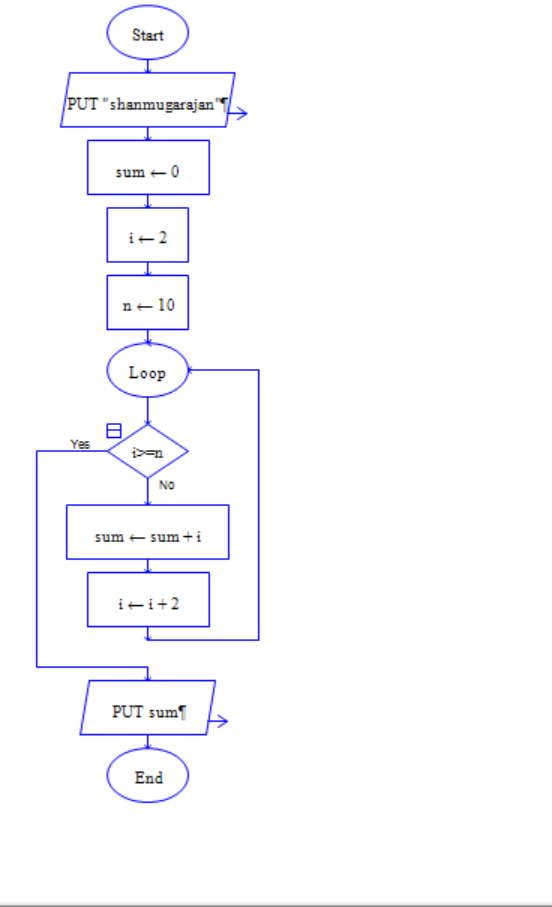 Start
PUT "shanmugarajan"¶
sum ← 0
i ← 2
n ← 10
Loop
Yes
i>=n
No
sum ← sum + i
i ← i + 2
PUT sum¶
End